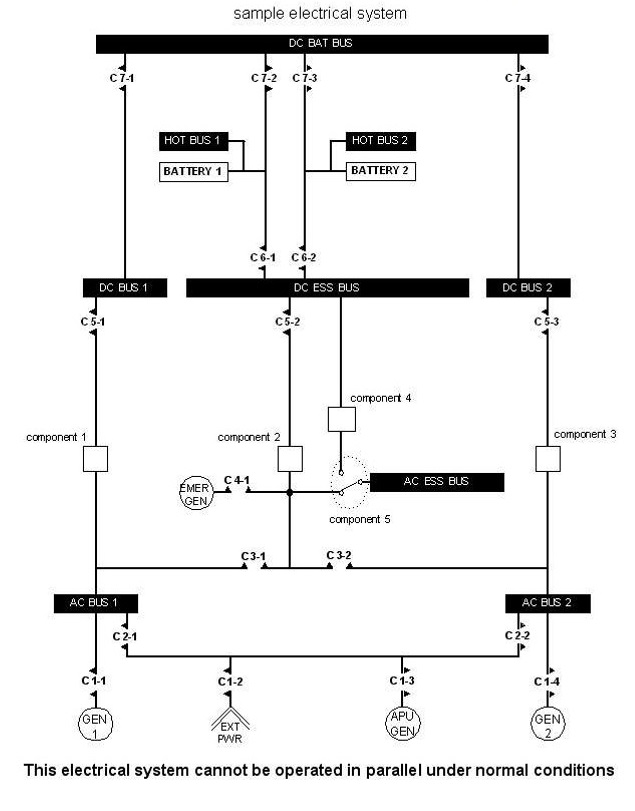 sample electrical system
DC BAT BUS
C 7-1
C 7-2
C 7-3
C 7-4
HOT BUS 1
HOT BUS 2
BATTERY 1
BATTERY 2
C 6-1
C 6-2
DC BUS 1
DC ESS BUS
DC BUS 2
C 5-1
C 5-2
C 5-3
component 4
component 1
component 2
component 3
EMER
GEN
C 4-1
AC ESS BUS
component 5
C 3-1
C 3-2
AC BUS 1
AC BUS 2
C 2-1
C 2-2
C 1-1
C 1-2
C 1-3
C 1-4
GEN
1
EXT
PWR
APU
GEN
GEN
2
This electrical system cannot be operated in parallel under normal conditions